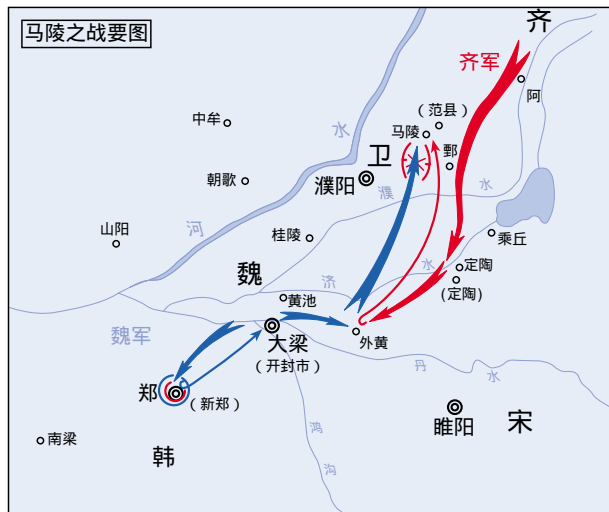 马陵之战要图
齐
齐军
阿
(范县)
马陵
中牟
水
卫
鄄
朝歌
濮阳
濮
水
山阳
河
桂陵
乘丘
魏
济
水
定陶
(定陶)
黄池
魏军
大梁
(开封市)
外黄
丹
水
郑
(新郑)
睢阳
宋
南梁
韩
鸿
沟